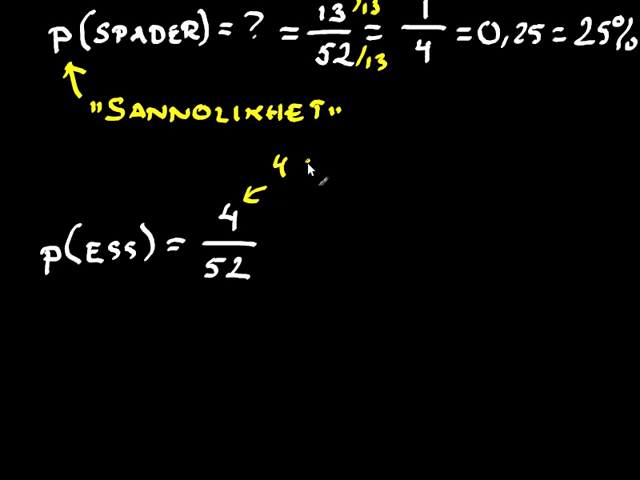 p(SPADER) = ? = 13/13 / 52/13 = 1/4 = 0,25 = 25%
"SANNOLIKHET"
4
p(ESS) = 4/52